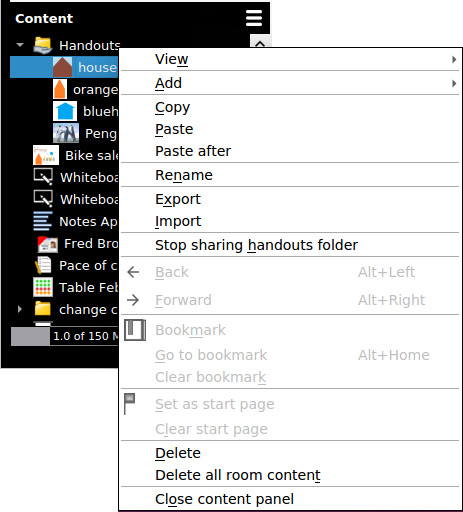 Content
Handouts
house
orange
blueh
Peng
Bike sale
Whiteboa
Whiteboa
Notes Ap
Fred Bro
Pace of c
Table Feb
change c
1.0 of 150 M
View
Add
Copy
Paste
Paste after
Rename
Export
Import
Stop sharing handouts folder
Back Alt+Left
Forward Alt+Right
Bookmark
Go to bookmark Alt+Home
Clear bookmark
Set as start page
Clear start page
Delete
Delete all room content
Close content panel